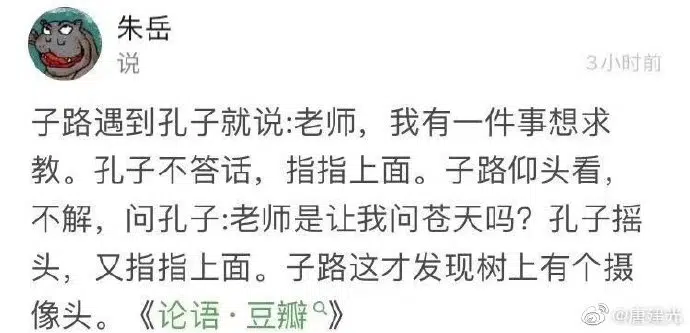 朱岳
说
3小时前
子路遇到孔子就说:老师，我有一件事想求
教。孔子不答话，指指上面。子路仰头看，
不解，问孔子:老师是让我问苍天吗？孔子摇
头，又指指上面。子路这才发现树上有个摄
像头。《论语·豆瓣》
@唐建光